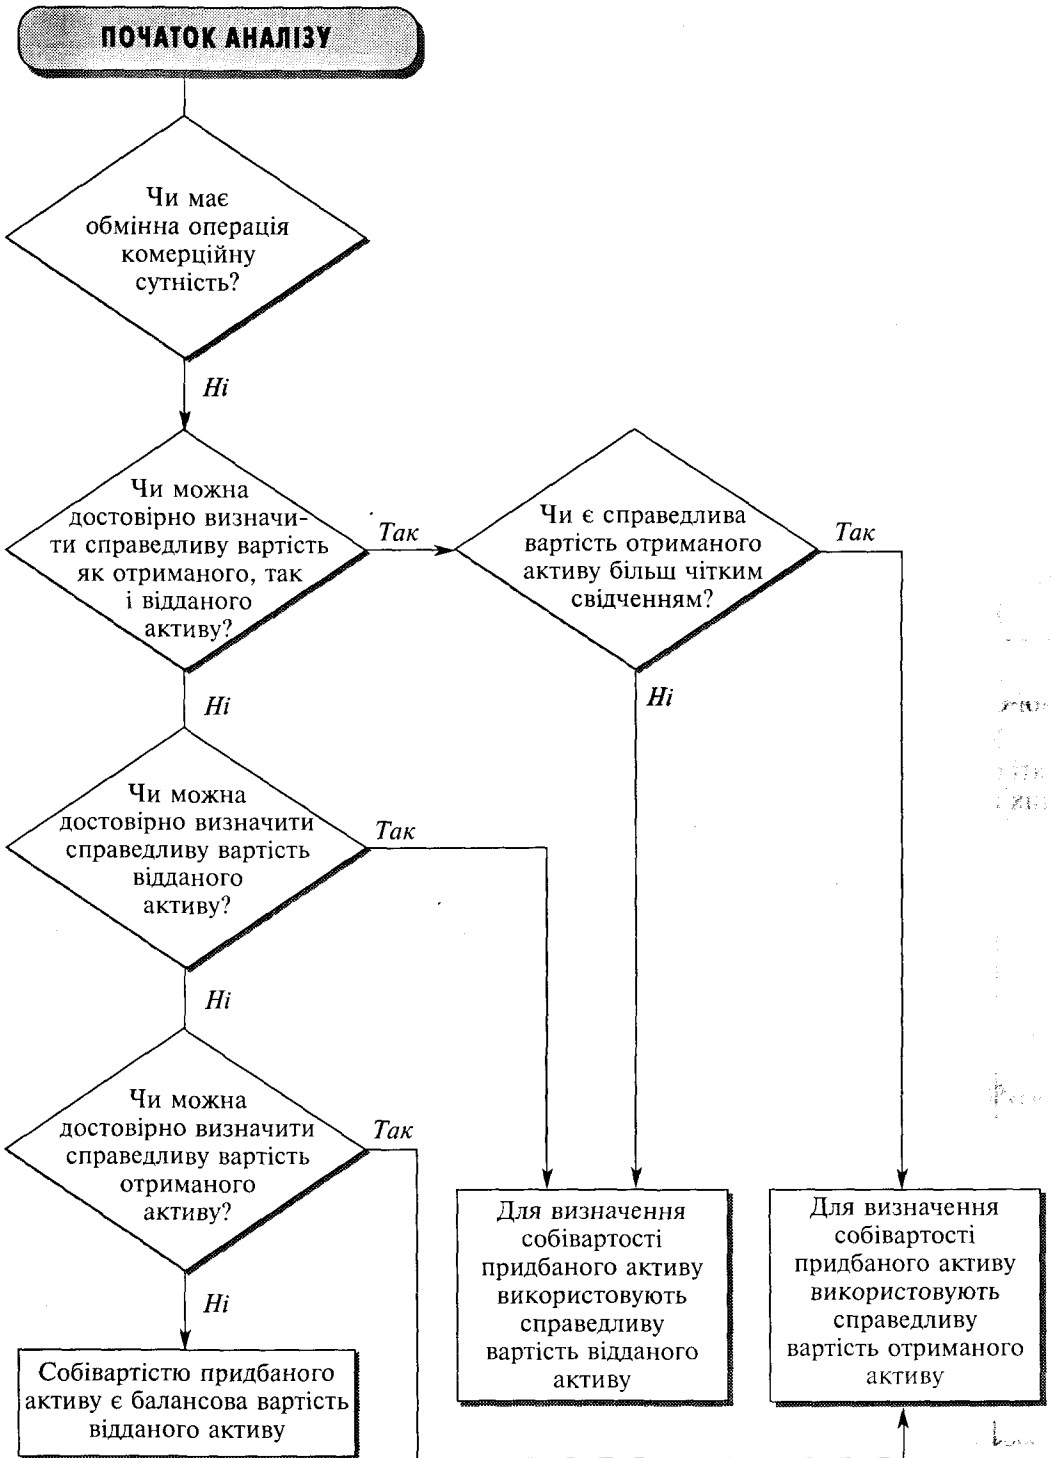 ПОЧАТОК АНАЛІЗУ
Чи має
обмінна операція
комерційну
сутність?
Ні
Чи можна
достовірно визначи-
ти справедливу вартість
як отриманого, так
і відданого
активу?
Так
Чи є справедлива
вартість отриманого
активу більш чітким
свідченням?
Так
Ні
Ні
Чи можна
достовірно визначити
справедливу вартість
відданого
активу?
Так
Ні
Чи можна
достовірно визначити
справедливу вартість
отриманого
активу?
Так
Ні
Собівартістю придбаного
активу є балансова вартість
відданого активу
Для визначення
собівартості
придбаного активу
використовують
справедливу
вартість відданого
активу
Для визначення
собівартості
придбаного активу
використовують
справедливу
вартість отриманого
активу